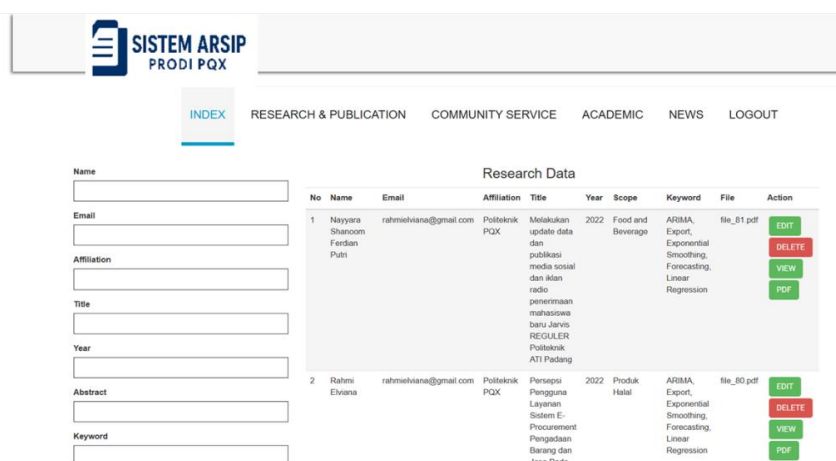 SISTEM ARSIP
PRODI PQX
INDEX RESEARCH & PUBLICATION COMMUNITY SERVICE ACADEMIC NEWS LOGOUT
Name
Email
Affiliation
Title
Year
Abstract
Keyword
Research Data
No Name Email Affiliation Title Year Scope Keyword File Action
1 Nayyara rahmielviana@gmail.com Politeknik Melakukan 2022 Food and ARIMA, file_81.pdf EDIT
Shanoom PQX update data Beverage Export,
Ferdian dan Exponential DELETE
Putri publikasi Smoothing,
media sosial Forecasting, VIEW
dan iklan Linear
radio Regression PDF
penerimaan
mahasiswa
baru Jarvis
REGULER
Politeknik
ATI Padang
2 Rahmi rahmielviana@gmail.com Politeknik Persepsi 2022 Produk ARIMA, file_80.pdf EDIT
Elviana PQX Pengguna Halal Export,
Layanan Exponential DELETE
Sistem E- Smoothing,
Procurement Forecasting, VIEW
Pengadaan Linear
Barang dan Regression PDF